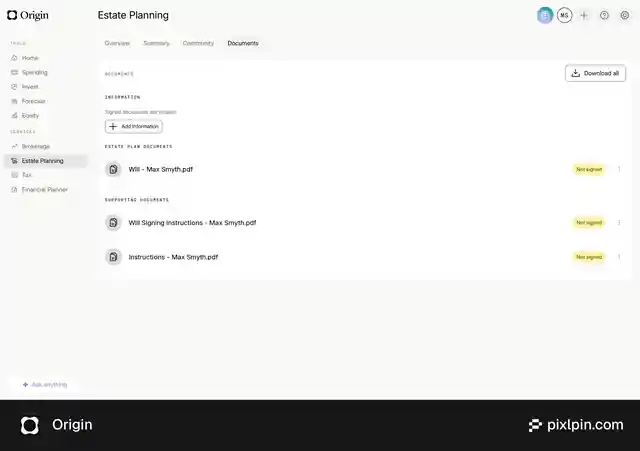 Origin
Estate Planning
MS
Overview Summary Community Documents
TOOLS
Home
Spending
Invest
Forecast
Equity
SERVICES
Brokerage
Estate Planning
Tax
Financial Planner
Ask anything
DOCUMENTS
Download all
INFORMATION
Signed documents and
Add information
ESTATE PLAN DOCUMENTS
Will - Max Smyth.pdf
Not signed
SUPPORTING DOCUMENTS
Will Signing Instructions - Max Smyth.pdf
Not signed
Instructions - Max Smyth.pdf
Not signed
Origin
pixlpin.com